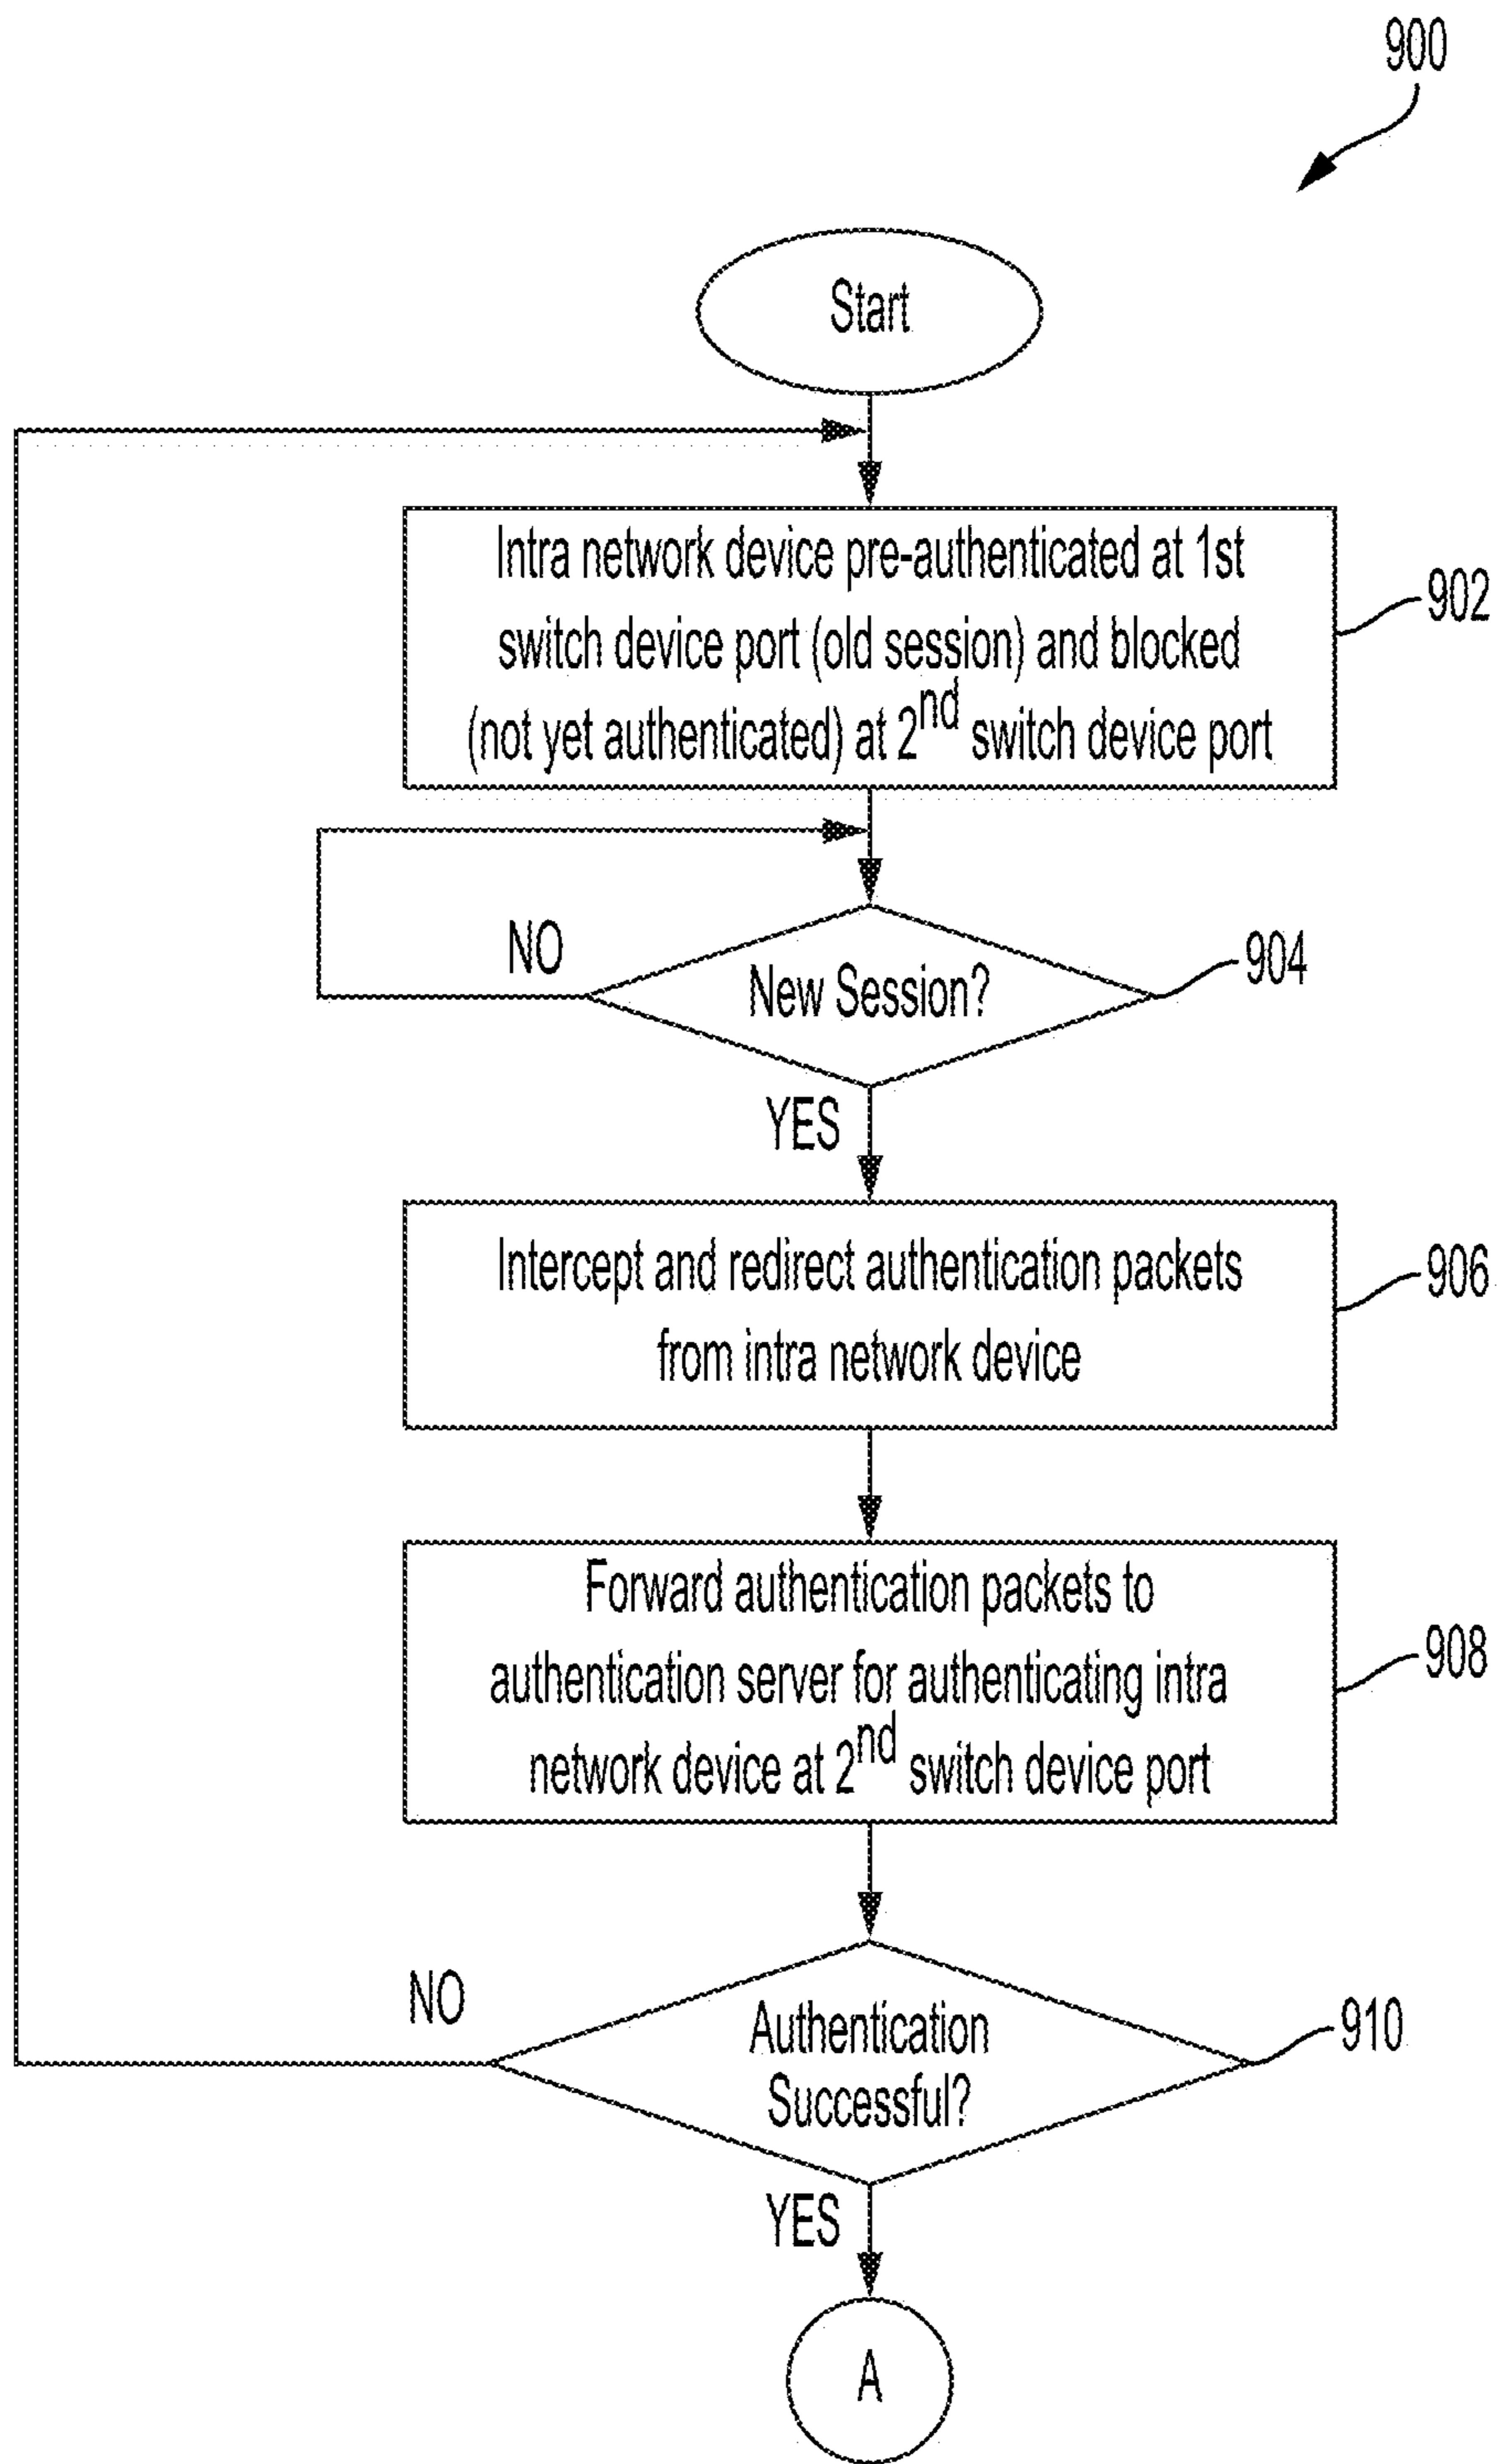 900
Start
Intra network device pre-authenticated at 1st
switch device port (old session) and blocked
(not yet authenticated) at 2nd switch device port
902
NO
New Session?
904
YES
Intercept and redirect authentication packets
from intra network device
906
Forward authentication packets to
authentication server for authenticating intra
network device at 2nd switch device port
908
NO
Authentication
Successful?
910
YES
A